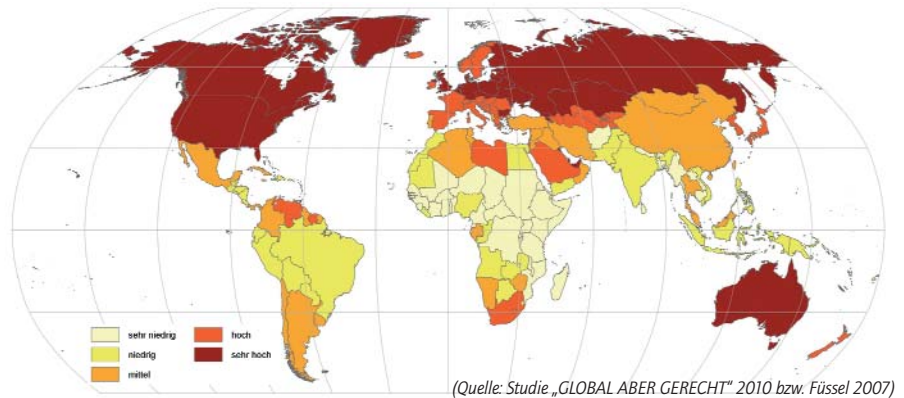 sehr niedrig
niedrig
mittel
hoch
sehr hoch
(Quelle: Studie „GLOBAL ABER GERECHT“ 2010 bzw. Füssel 2007)